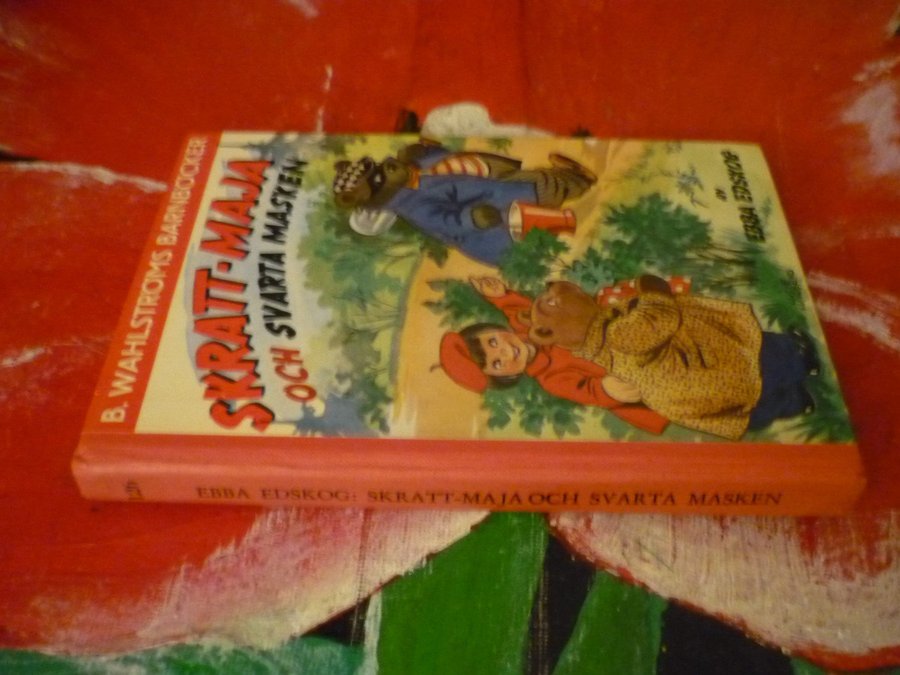 B. WAHLSTRÖMS BARNBÖCKER
SKRATT-MAJA
OCH SVARTA MASKEN
AV
EBBA EDSKOG
EBBA EDSKOG: SKRATT-MAJA OCH SVARTA MASKEN